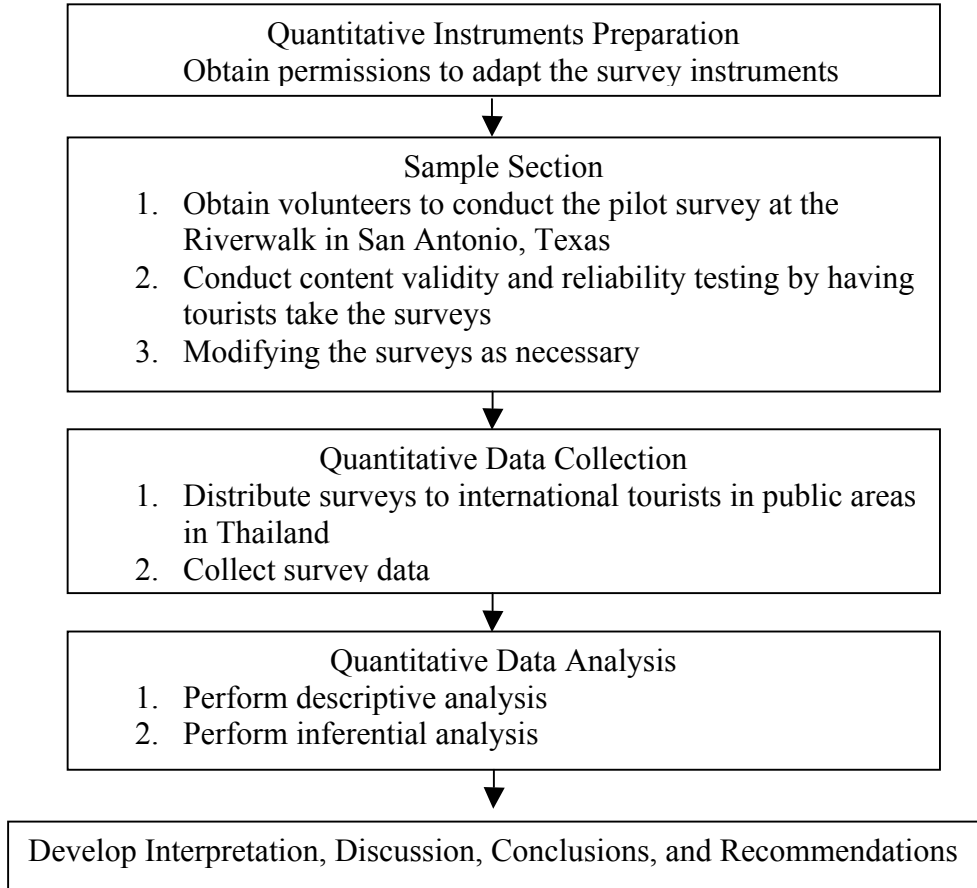 Quantitative Instruments Preparation
Obtain permissions to adapt the survey instruments
Sample Section
1. Obtain volunteers to conduct the pilot survey at the
Riverwalk in San Antonio, Texas
2. Conduct content validity and reliability testing by having
tourists take the surveys
3. Modifying the surveys as necessary
Quantitative Data Collection
1. Distribute surveys to international tourists in public areas
in Thailand
2. Collect survey data
Quantitative Data Analysis
1. Perform descriptive analysis
2. Perform inferential analysis
Develop Interpretation, Discussion, Conclusions, and Recommendations